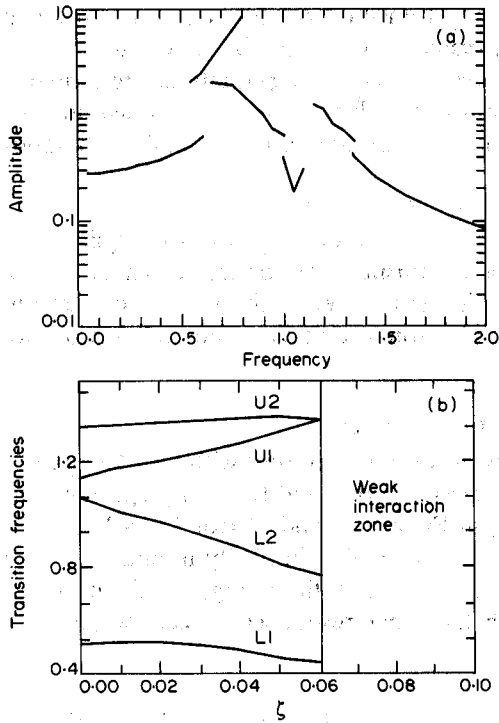 (a)
10
1
0·1
0·01
Amplitude
0·0
0·5
1·0
1·5
2·0
Frequency
(b)
U2
U1
L2
L1
Weak
interaction
zone
1·2
0·8
0·4
Transition frequencies
0·00
0·02
0·04
0·06
0·08
0·10
ζ